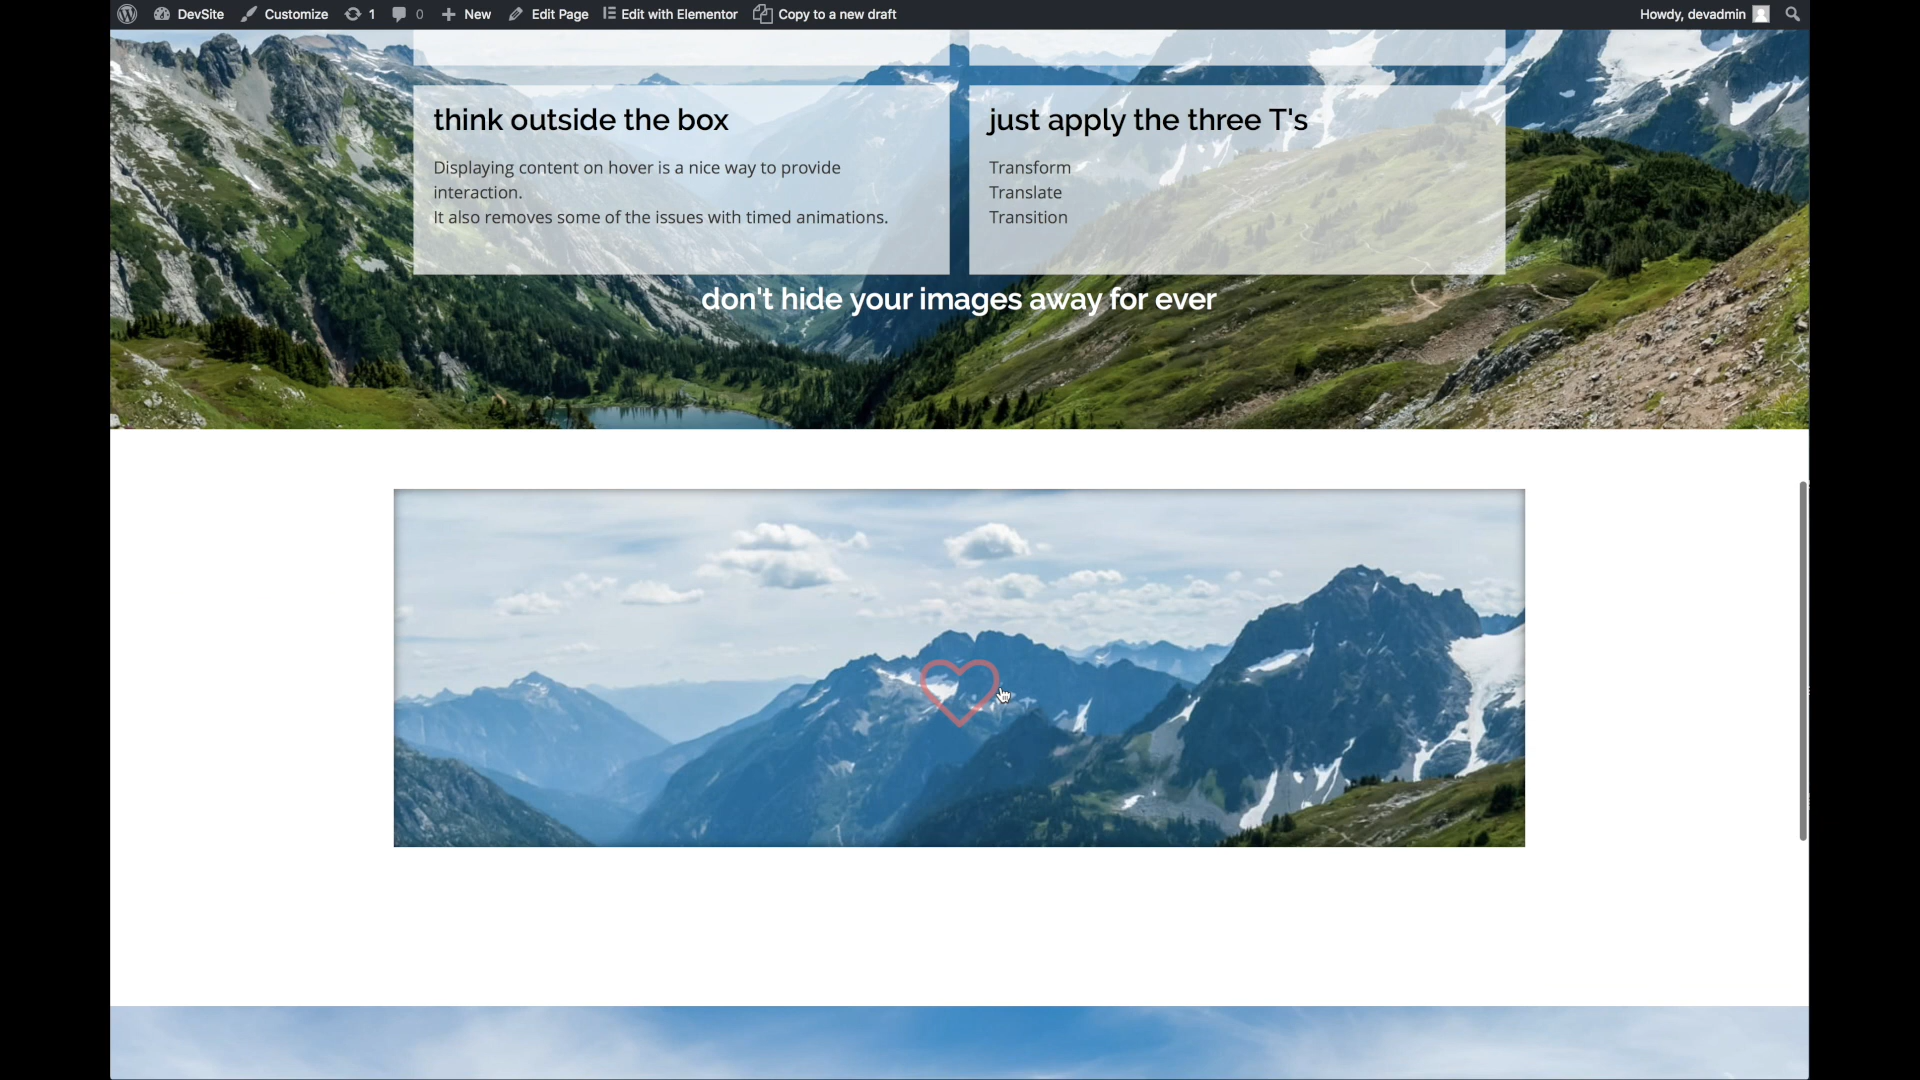 DevSite Customize 1 0 New Edit Page Edit with Elementor Copy to a new draft Howdy, devadmin
think outside the box
Displaying content on hover is a nice way to provide
interaction.
It also removes some of the issues with timed animations.
just apply the three T's
Transform
Translate
Transition
don't hide your images away for ever